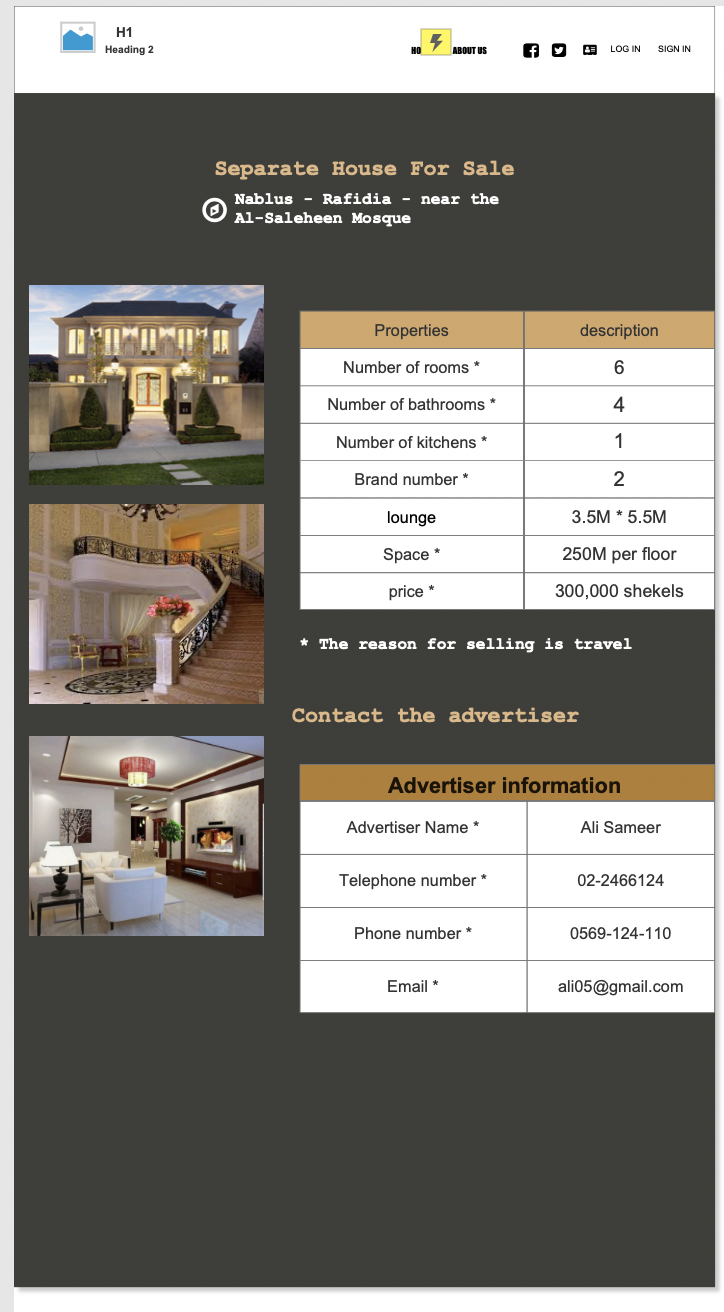 H1
Heading 2
HO
ABOUT US
LOG IN
SIGN IN
Separate House For Sale
Nablus - Rafidia - near the
Al-Saleheen Mosque
Properties description
Number of rooms * 6
Number of bathrooms * 4
Number of kitchens * 1
Brand number * 2
lounge 3.5M * 5.5M
Space * 250M per floor
price * 300,000 shekels
* The reason for selling is travel
Contact the advertiser
Advertiser information
Advertiser Name * Ali Sameer
Telephone number * 02-2466124
Phone number * 0569-124-110
Email * ali05@gmail.com